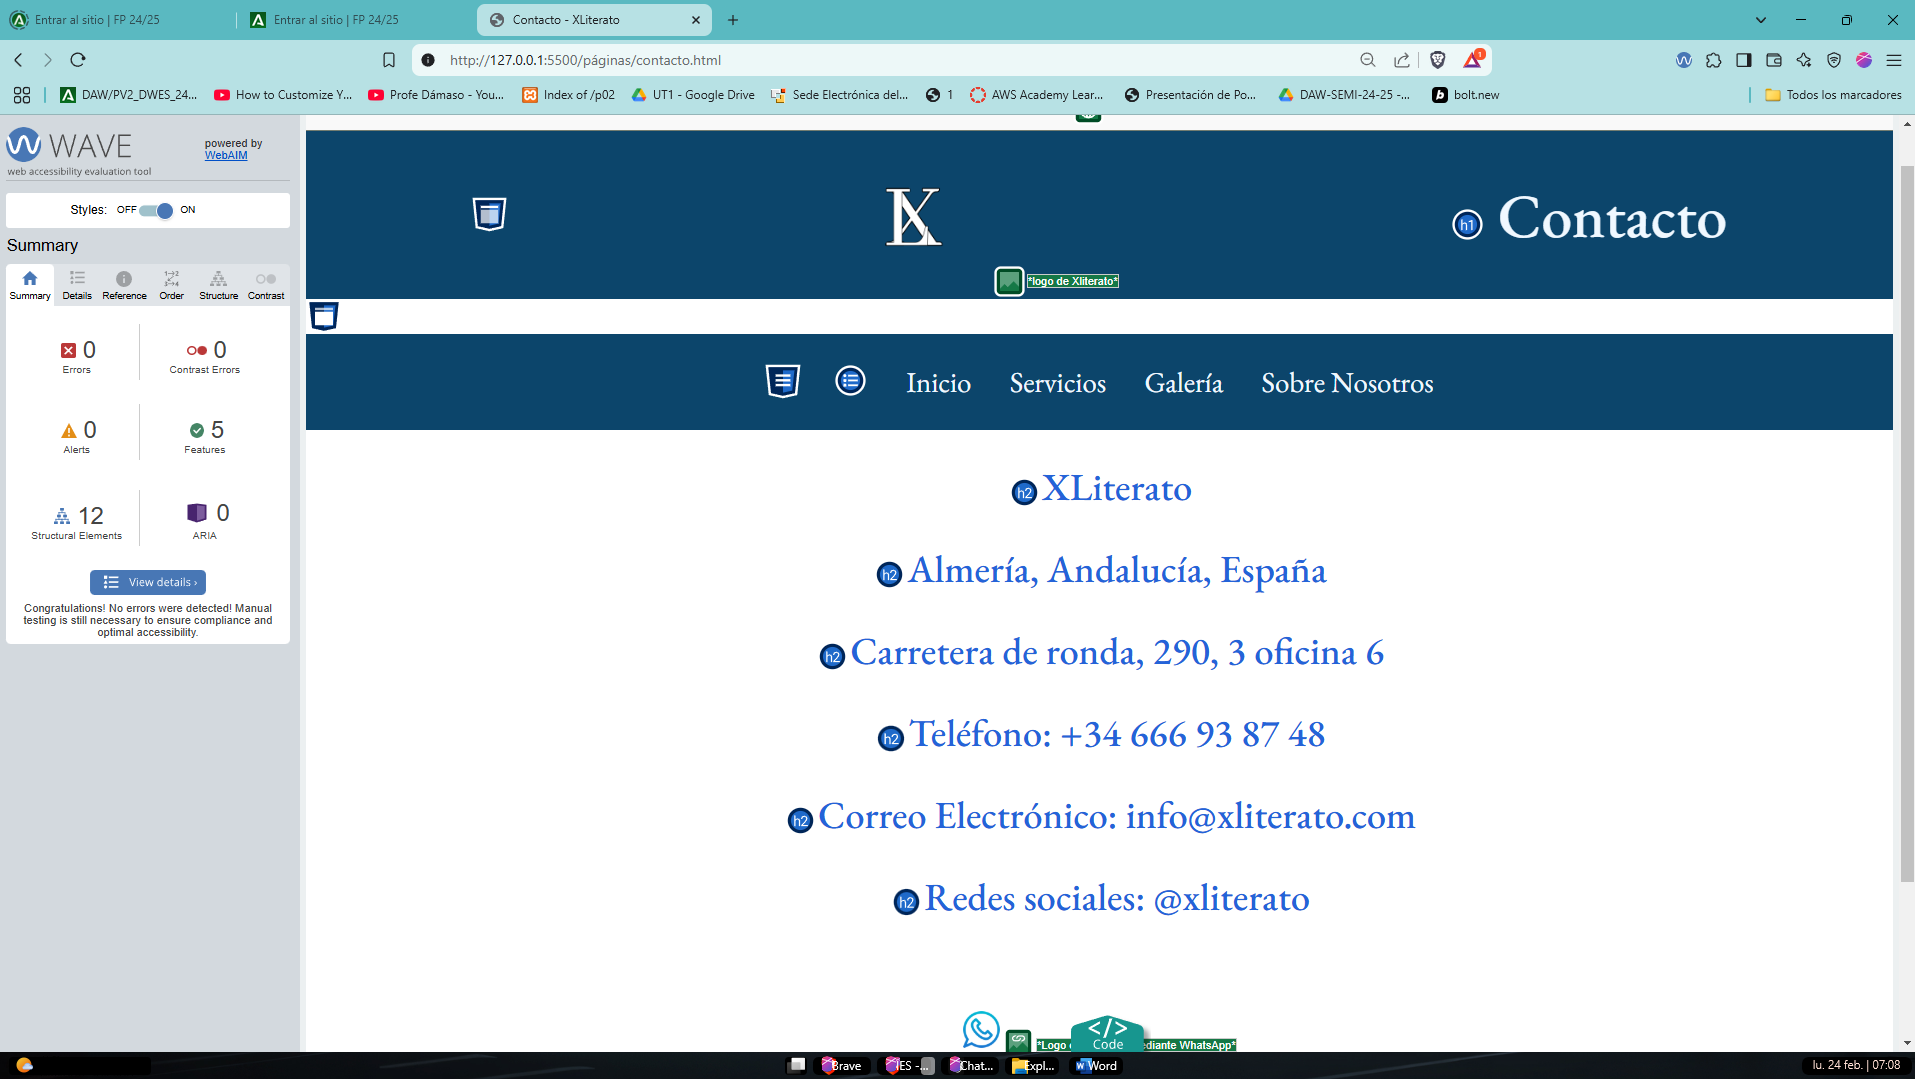 Entrar al sitio | FP 24/25
Entrar al sitio | FP 24/25
Contacto - XLiterato
http://127.0.0.1:5500/páginas/contacto.html
1
DAW/PV2_DWES_24...
How to Customize Y...
Profe Dámaso - You...
Index of /p02
UT1 - Google Drive
Sede Electrónica del...
1
AWS Academy Lear...
Presentación de Po...
DAW-SEMI-24-25 -...
bolt.new
Todos los marcadores
WAVE
web accessibility evaluation tool
powered by
WebAIM
Styles: OFF ON
Summary
Summary
Details
Reference
Order
Structure
Contrast
0
Errors
0
Contrast Errors
0
Alerts
5
Features
12
Structural Elements
0
ARIA
View details ›
Congratulations! No errors were detected! Manual
testing is still necessary to ensure compliance and
optimal accessibility.
LX
h1 Contacto
*logo de Xliterato*
Inicio
Servicios
Galería
Sobre Nosotros
h2 XLiterato
h2 Almería, Andalucía, España
h2 Carretera de ronda, 290, 3 oficina 6
h2 Teléfono: +34 666 93 87 48
h2 Correo Electrónico: info@xliterato.com
h2 Redes sociales: @xliterato
*Logo
</>
Code
ediante WhatsApp*
Brave
IES -...
Chat...
Expl...
Word
lu. 24 feb. | 07:08